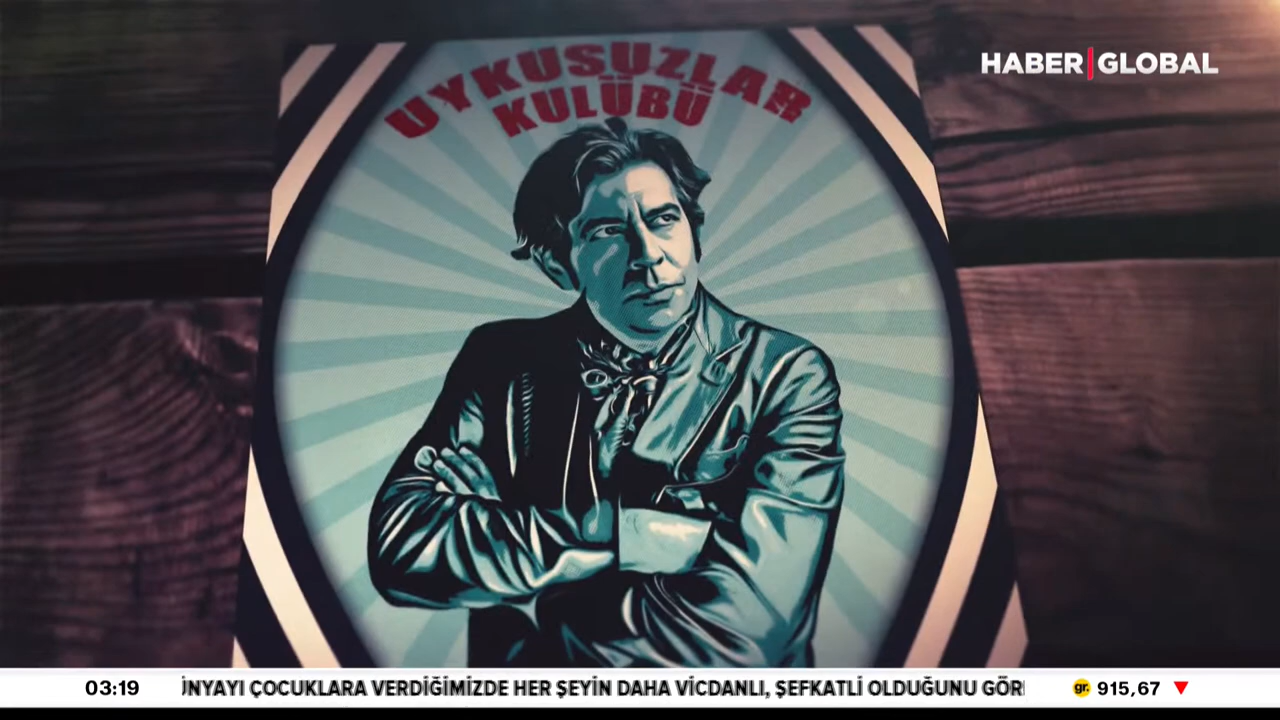 UYKUSUZLAR
KULÜBÜ
HABER|GLOBAL
03:19
İNYAYI ÇOCUKLARA VERDİĞİMİZDE HER ŞEYİN DAHA VİCDANLI, ŞEFKATLİ OLDUĞUNU GÖR
gr. 915,67